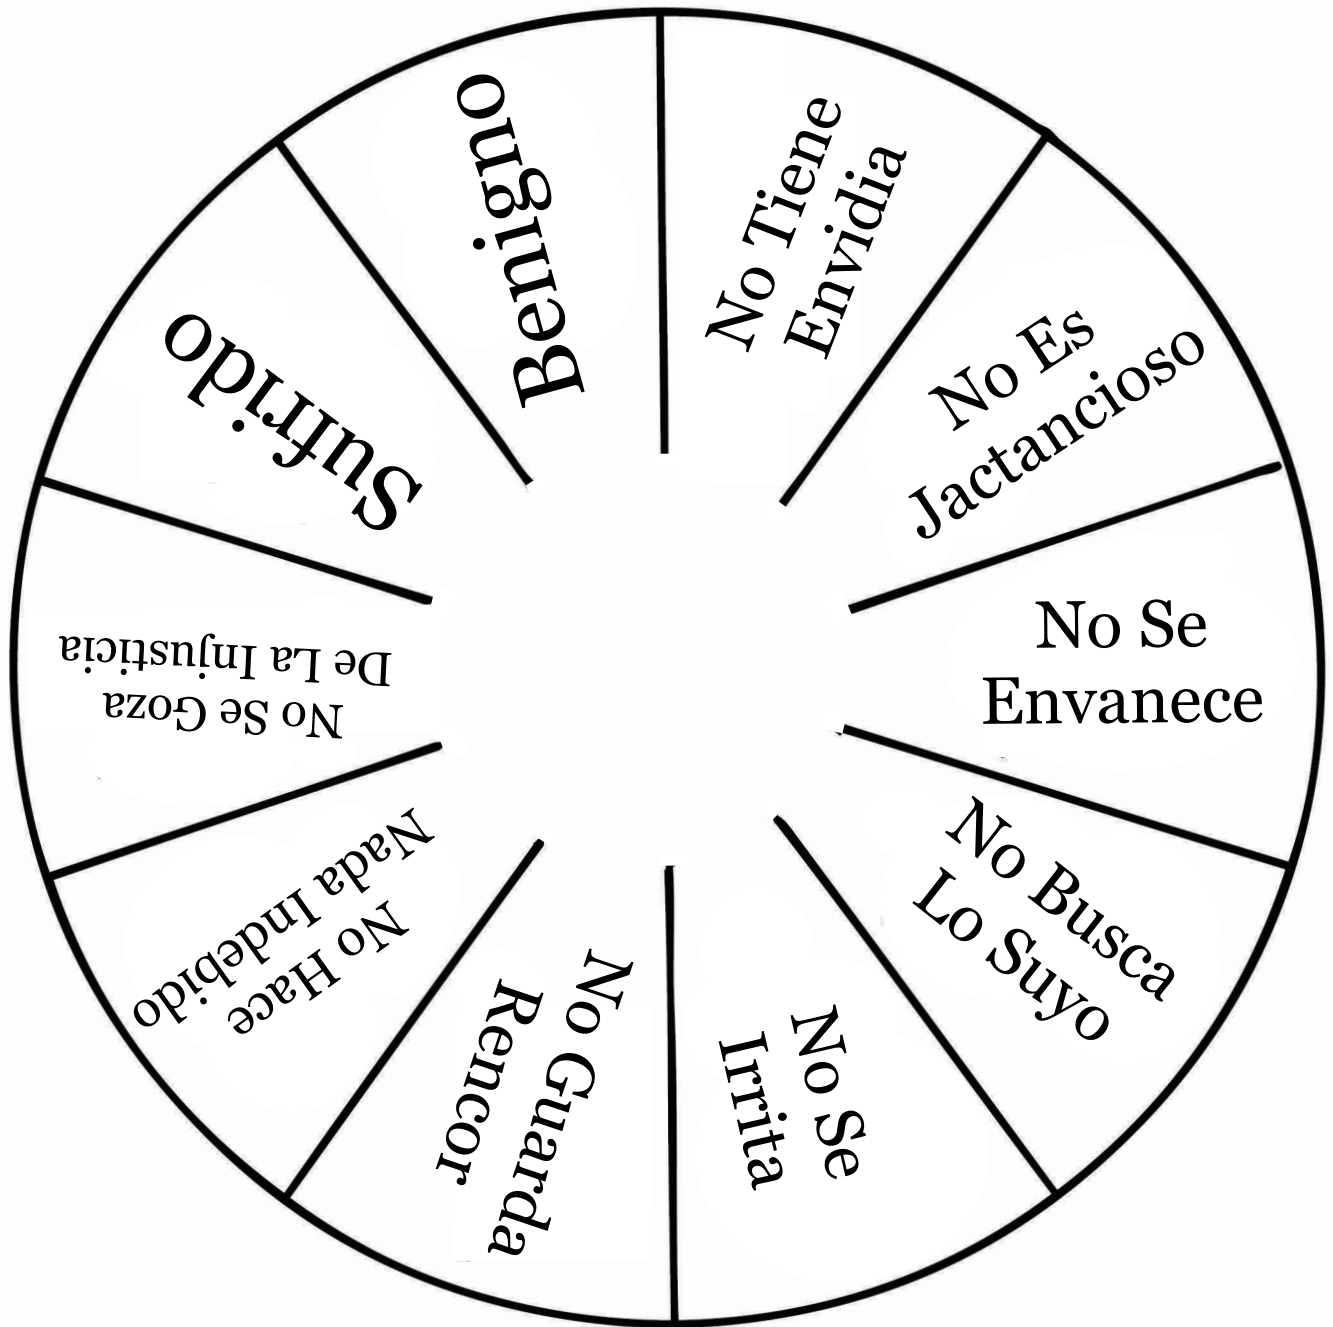 Sufrido
Benigno
No Tiene
Envidia
No Es
Jactancioso
No Se
Envanece
No Busca
Lo Suyo
No Se
Irrita
No Guarda
Rencor
No Hace
Nada Indebido
No Se Goza
De La Injusticia